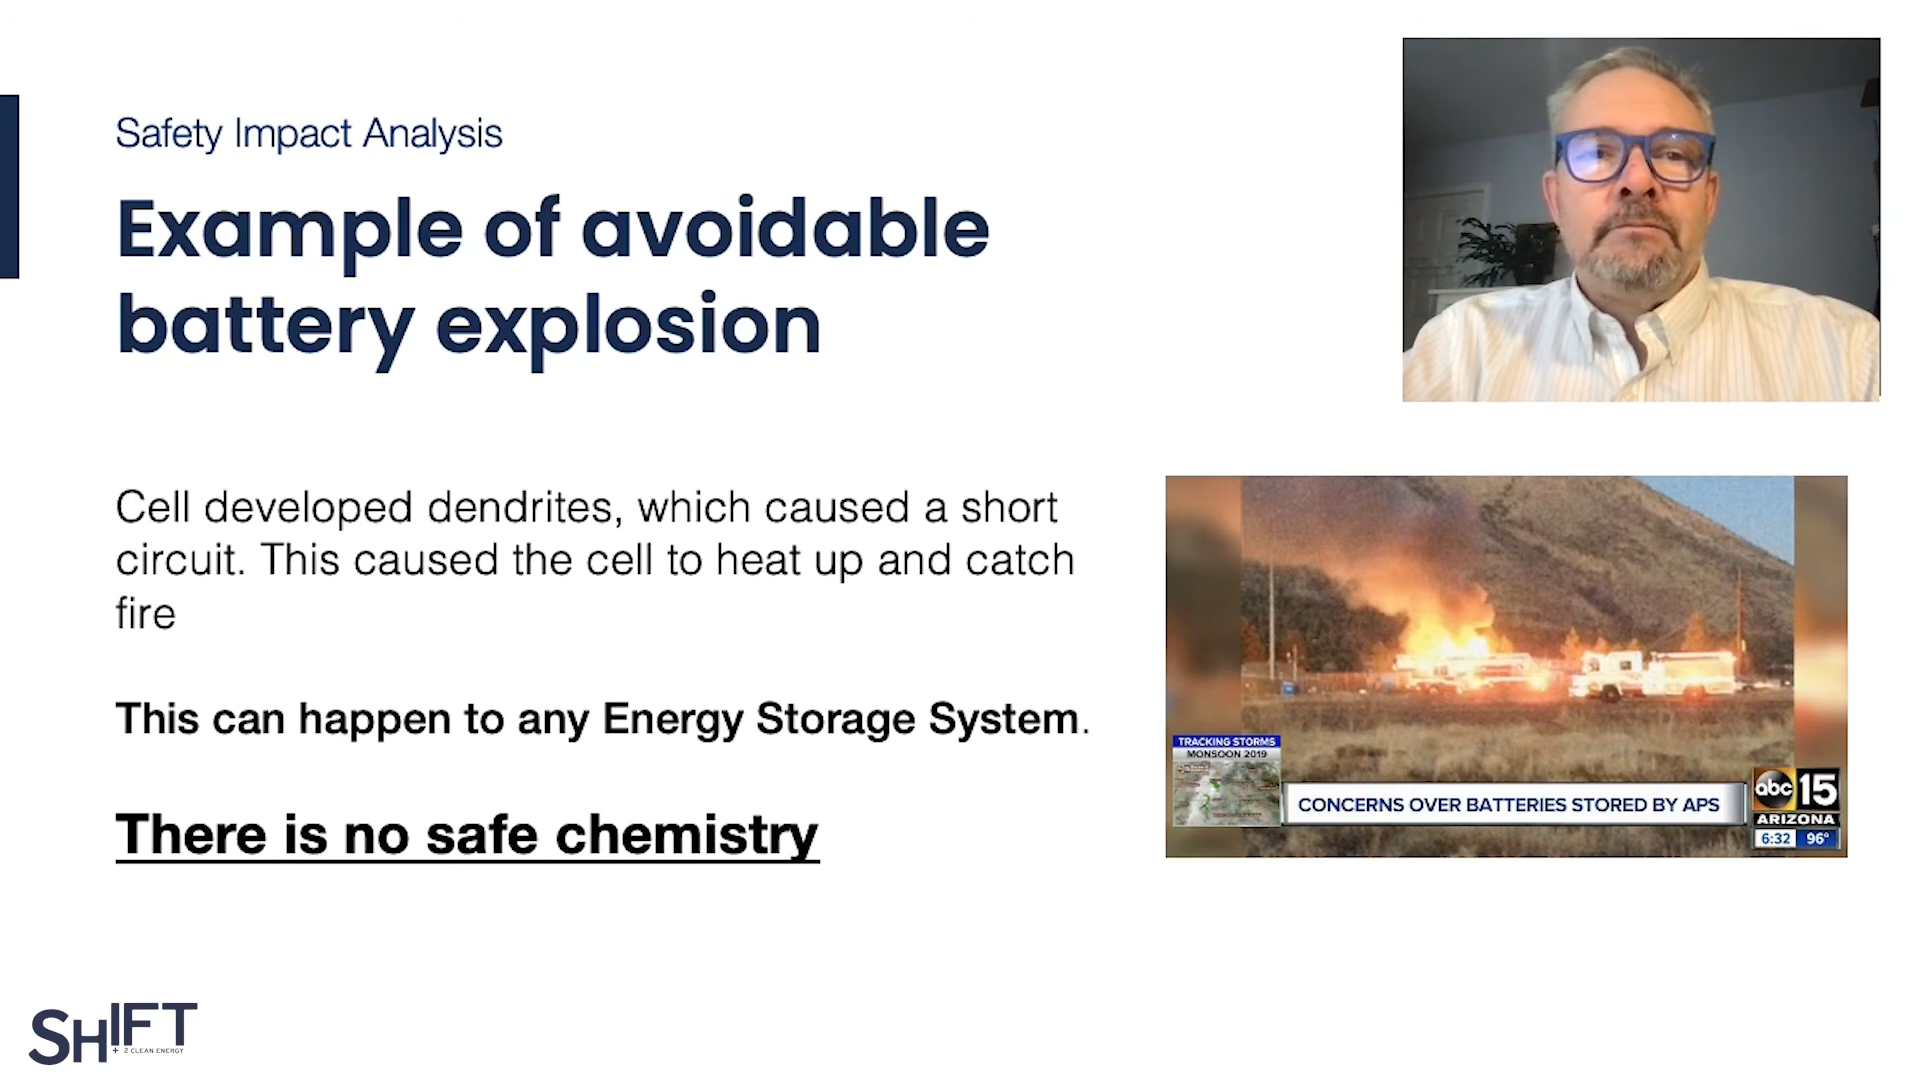 Safety Impact Analysis
Example of avoidable
battery explosion
Cell developed dendrites, which caused a short
circuit. This caused the cell to heat up and catch
fire
This can happen to any Energy Storage System.
There is no safe chemistry
TRACKING STORMS
MONSOON 2019
CONCERNS OVER BATTERIES STORED BY APS
abc 15
ARIZONA
6:32 96°
SHIFT
+ 2 CLEAN ENERGY